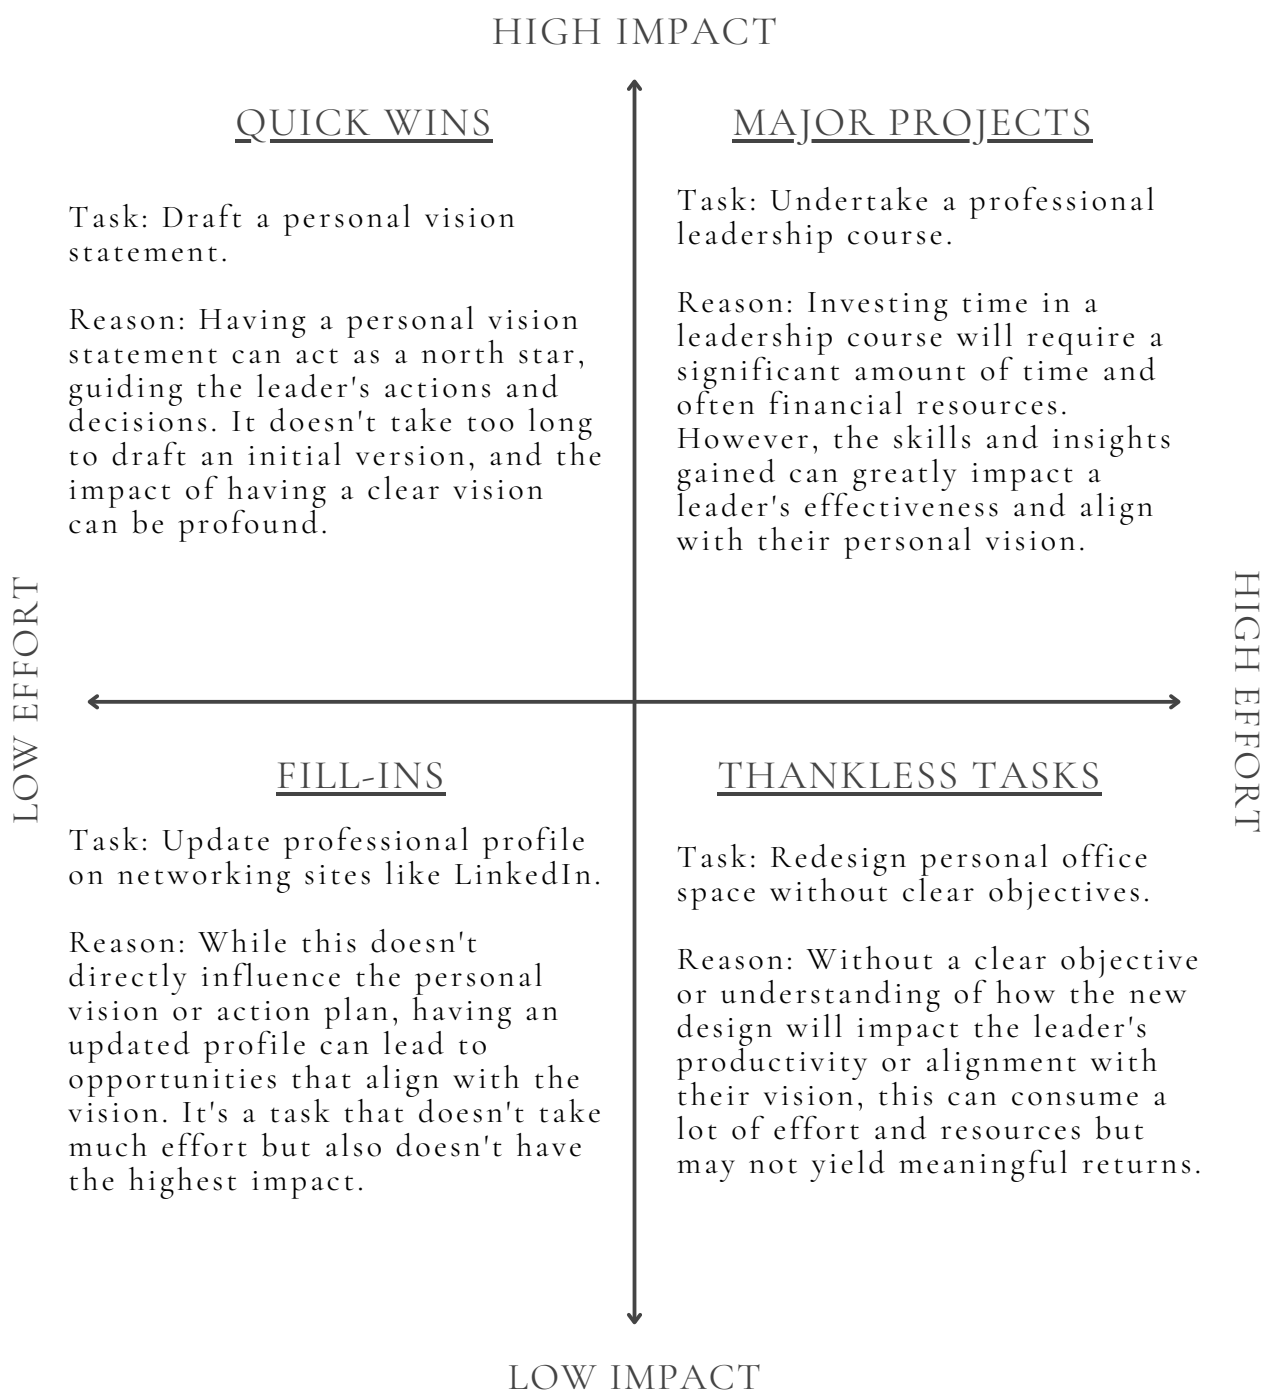 HIGH IMPACT
QUICK WINS
Task: Draft a personal vision
statement.
Reason: Having a personal vision
statement can act as a north star,
guiding the leader's actions and
decisions. It doesn't take too long
to draft an initial version, and the
impact of having a clear vision
can be profound.
MAJOR PROJECTS
Task: Undertake a professional
leadership course.
Reason: Investing time in a
leadership course will require a
significant amount of time and
often financial resources.
However, the skills and insights
gained can greatly impact a
leader's effectiveness and align
with their personal vision.
LOW EFFORT
HIGH EFFORT
FILL-INS
Task: Update professional profile
on networking sites like LinkedIn.
Reason: While this doesn't
directly influence the personal
vision or action plan, having an
updated profile can lead to
opportunities that align with the
vision. It's a task that doesn't take
much effort but also doesn't have
the highest impact.
THANKLESS TASKS
Task: Redesign personal office
space without clear objectives.
Reason: Without a clear objective
or understanding of how the new
design will impact the leader's
productivity or alignment with
their vision, this can consume a
lot of effort and resources but
may not yield meaningful returns.
LOW IMPACT